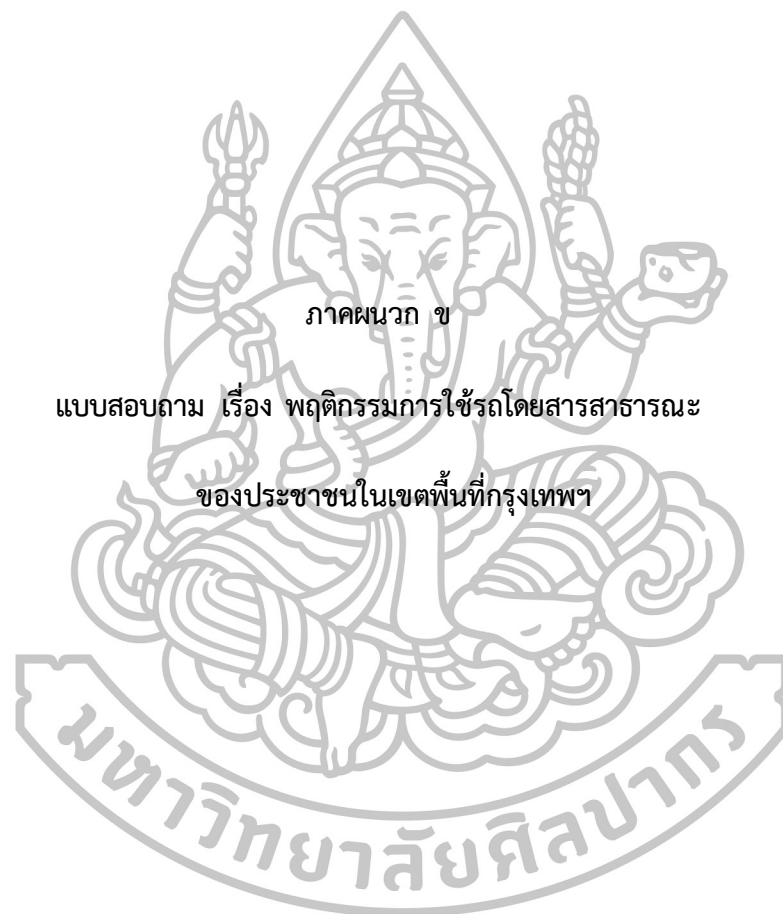 ภาคผนวก ข
แบบสอบถาม เรื่อง พฤติกรรมการใช้รถโดยสารสาธารณะ
ของประชาชนในเขตพื้นที่กรุงเทพฯ
มหาวิทยาลัยศิลปากร